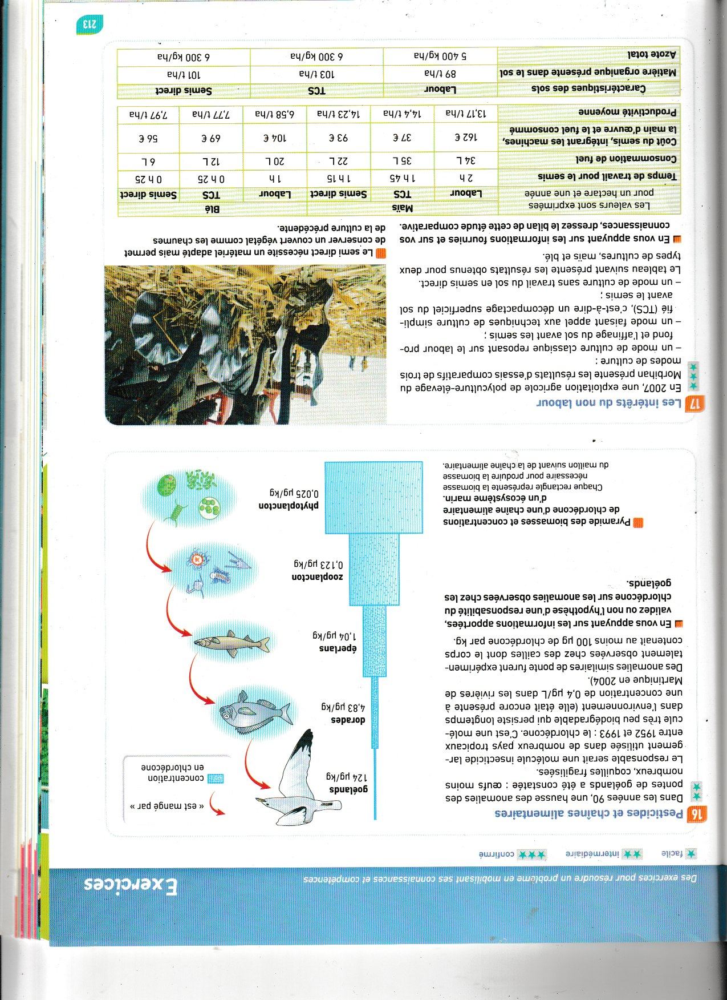 Des exercices pour résoudre un problème en mobilisant ses connaissances et compétences
Exercices
facile
intermédiaire
confirmé
16 Pesticides et chaînes alimentaires
Dans les années 90, une hausse des anomalies des
pontes de goélands a été constatée : œufs moins
nombreux, coquilles fragilisées.
Le responsable serait une molécule insecticide lar-
gement utilisée dans de nombreux pays tropicaux
entre 1952 et 1993 : le chlordécone. C'est une molé-
cule très peu biodégradable qui persiste longtemps
dans l'environnement (elle était encore présente à
une concentration de 0,4 µg/L dans les rivières de
Martinique en 2004).
Des anomalies similaires de ponte furent expérimen-
talement observées chez des cailles dont le corps
contenait au moins 100 µg de chlordécone par kg.
En vous appuyant sur les informations apportées,
validez ou non l'hypothèse d'une responsabilité du
chlordécone sur les anomalies observées chez les
goélands.
Pyramide des biomasses et concentrations
de chlordécone d'une chaîne alimentaire
d'un écosystème marin.
Chaque rectangle représente la biomasse
nécessaire pour produire la biomasse
du maillon suivant de la chaîne alimentaire.
goélands
124 µg/kg
dorades
4,83 µg/kg
éperlans
1,04 µg/kg
zooplancton
0,123 µg/kg
phytoplancton
0,025 µg/kg
« est mangé par »
concentration
en chlordécone
17 Les intérêts du non labour
En 2007, une exploitation agricole de polyculture-élevage du
Morbihan présente les résultats d'essais comparatifs de trois
modes de culture :
– un mode de culture classique reposant sur le labour pro-
fond et l'affinage du sol avant les semis ;
– un mode faisant appel aux techniques de culture simpli-
fié (TCS), c'est-à-dire un décompactage superficiel du sol
avant le semis ;
– un mode de culture sans travail du sol en semis direct.
Le tableau suivant présente les résultats obtenus pour deux
types de cultures, maïs et blé.
En vous appuyant sur les informations fournies et sur vos
connaissances, dressez le bilan de cette étude comparative.
Le semi direct nécessite un matériel adapté mais permet
de conserver un couvert végétal comme les chaumes
de la culture précédente.
Les valeurs sont exprimées
pour un hectare et une année
Maïs Blé
Labour TCS Semis direct Labour TCS Semis direct
Temps de travail pour le semis 2 h 1 h 45 1 h 15 1 h 0 h 25 0 h 25
Consommation de fuel 34 L 35 L 22 L 20 L 12 L 6 L
Coût du semis, intégrant les machines,
la main d'œuvre et le fuel consommé 162 € 37 € 93 € 104 € 69 € 56 €
Productivité moyenne 13,17 t/ha 14,4 t/ha 14,23 t/ha 6,58 t/ha 7,77 t/ha 7,97 t/ha
Caractéristiques des sols Labour TCS Semis direct
Matière organique présente dans le sol 89 t/ha 103 t/ha 101 t/ha
Azote total 5 400 kg/ha 6 300 kg/ha 6 300 kg/ha
213